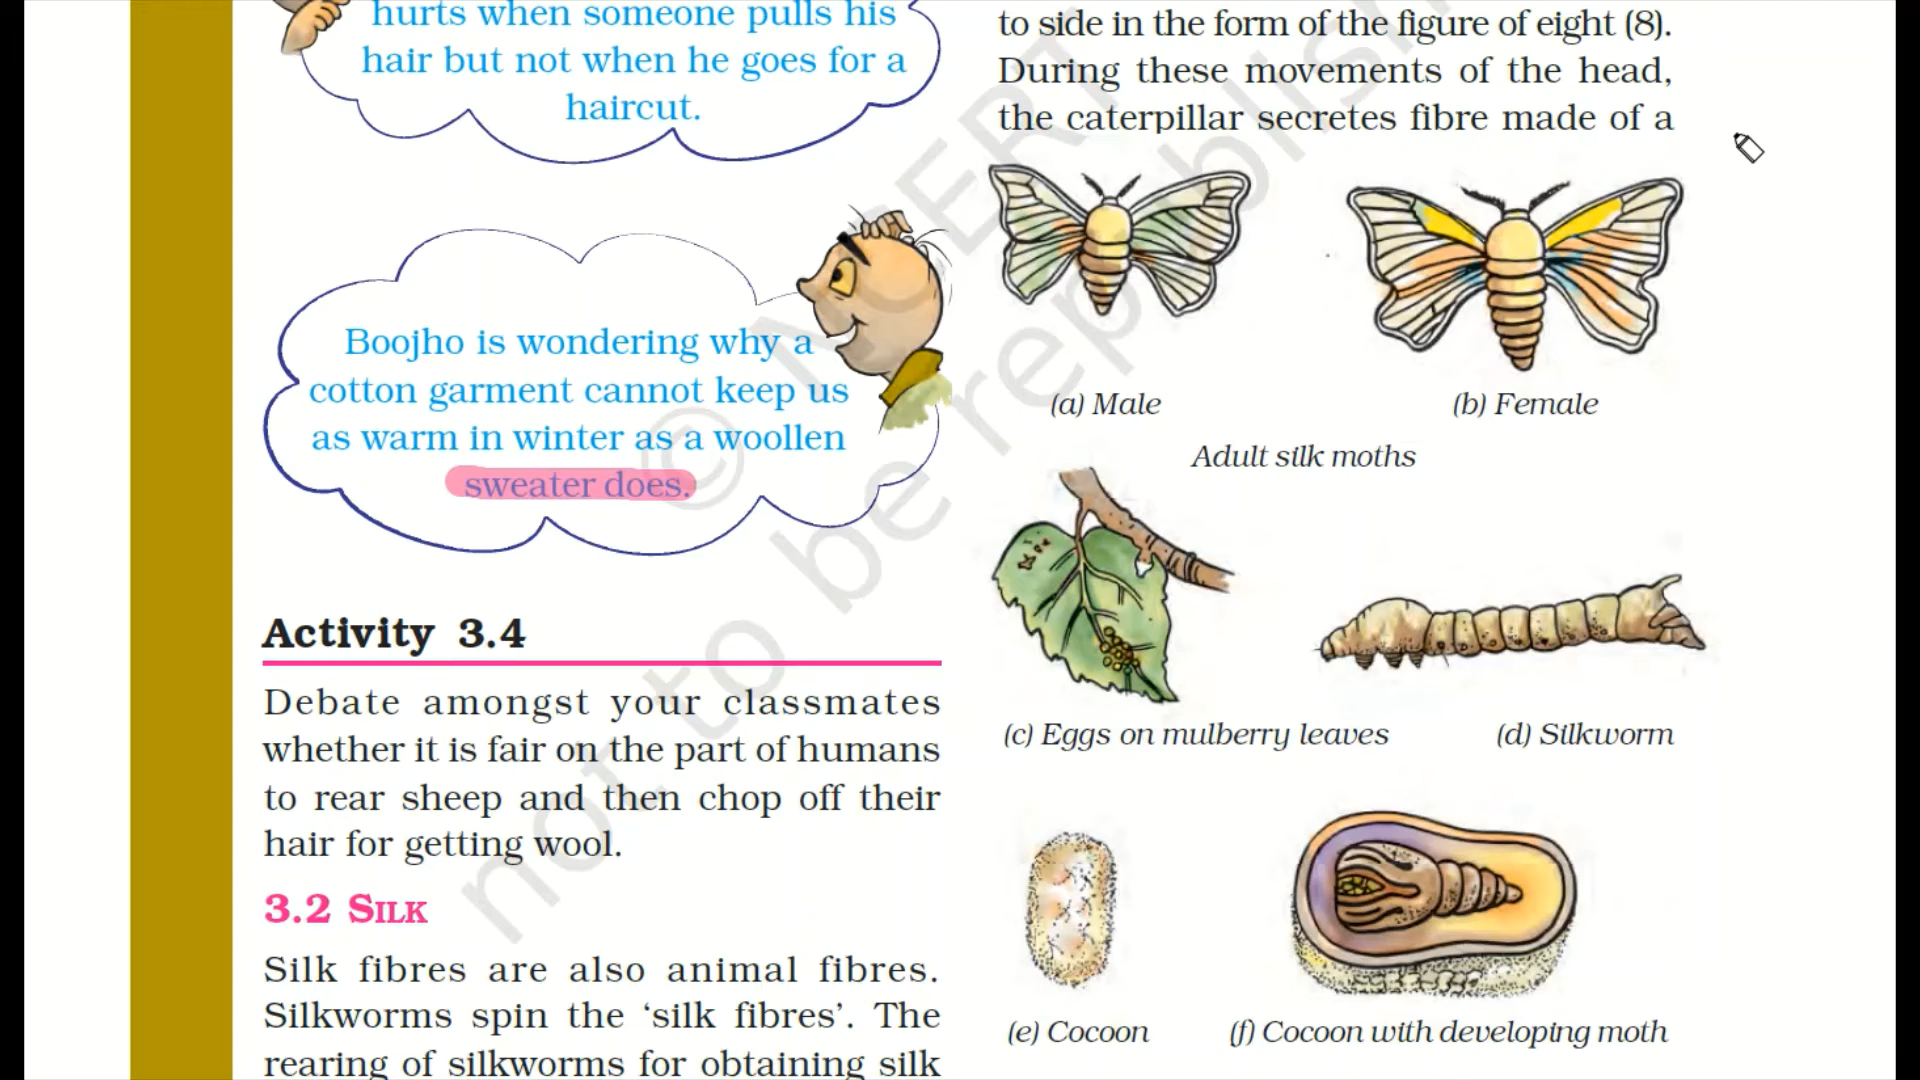 hurts when someone pulls his
hair but not when he goes for a
haircut.
Boojho is wondering why a
cotton garment cannot keep us
as warm in winter as a woollen
sweater does.
Activity 3.4
Debate amongst your classmates
whether it is fair on the part of humans
to rear sheep and then chop off their
hair for getting wool.
3.2 SILK
Silk fibres are also animal fibres.
Silkworms spin the ‘silk fibres’. The
rearing of silkworms for obtaining silk
to side in the form of the figure of eight (8).
During these movements of the head,
the caterpillar secretes fibre made of a
(a) Male
(b) Female
Adult silk moths
(c) Eggs on mulberry leaves
(d) Silkworm
(e) Cocoon
(f) Cocoon with developing moth
© NCERT
not to be republish